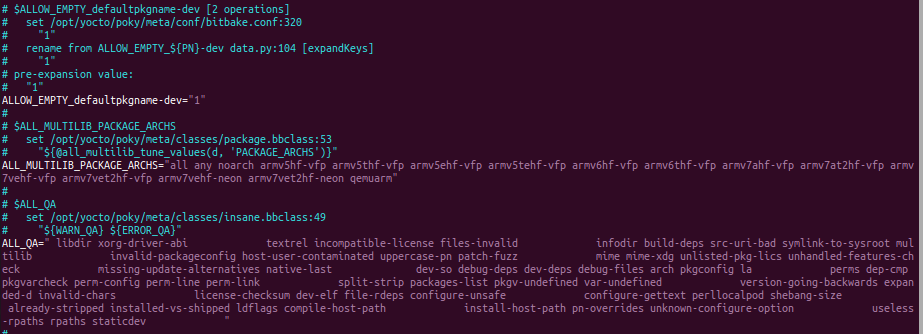 # $ALLOW_EMPTY_defaultpkgname-dev [2 operations]
#   set /opt/yocto/poky/meta/conf/bitbake.conf:320
#     "1"
#   rename from ALLOW_EMPTY_${PN}-dev data.py:104 [expandKeys]
#     "1"
# pre-expansion value:
#   "1"
ALLOW_EMPTY_defaultpkgname-dev="1"
#
# $ALL_MULTILIB_PACKAGE_ARCHS
#   set /opt/yocto/poky/meta/classes/package.bbclass:53
#     "${@all_multilib_tune_values(d, 'PACKAGE_ARCHS')}"
ALL_MULTILIB_PACKAGE_ARCHS="all any noarch armv5hf-vfp armv5thf-vfp armv5ehf-vfp armv5tehf-vfp armv6hf-vfp armv6thf-vfp armv7ahf-vfp armv7at2hf-vfp armv
7vehf-vfp armv7vet2hf-vfp armv7vehf-neon armv7vet2hf-neon qemuarm"
#
# $ALL_QA
#   set /opt/yocto/poky/meta/classes/insane.bbclass:49
#     "${WARN_QA} ${ERROR_QA}"
ALL_QA=" libdir xorg-driver-abi             textrel incompatible-license files-invalid             infodir build-deps src-uri-bad symlink-to-sysroot mul
tilib             invalid-packageconfig host-user-contaminated uppercase-pn patch-fuzz             mime mime-xdg unlisted-pkg-lics unhandled-features-ch
eck             missing-update-alternatives native-last             dev-so debug-deps dev-deps debug-files arch pkgconfig la             perms dep-cmp
pkgvarcheck perm-config perm-line perm-link             split-strip packages-list pkgv-undefined var-undefined             version-going-backwards expan
ded-d invalid-chars             license-checksum dev-elf file-rdeps configure-unsafe             configure-gettext perllocalpod shebang-size
already-stripped installed-vs-shipped ldflags compile-host-path             install-host-path pn-overrides unknown-configure-option             useless
-rpaths rpaths staticdev             "
#